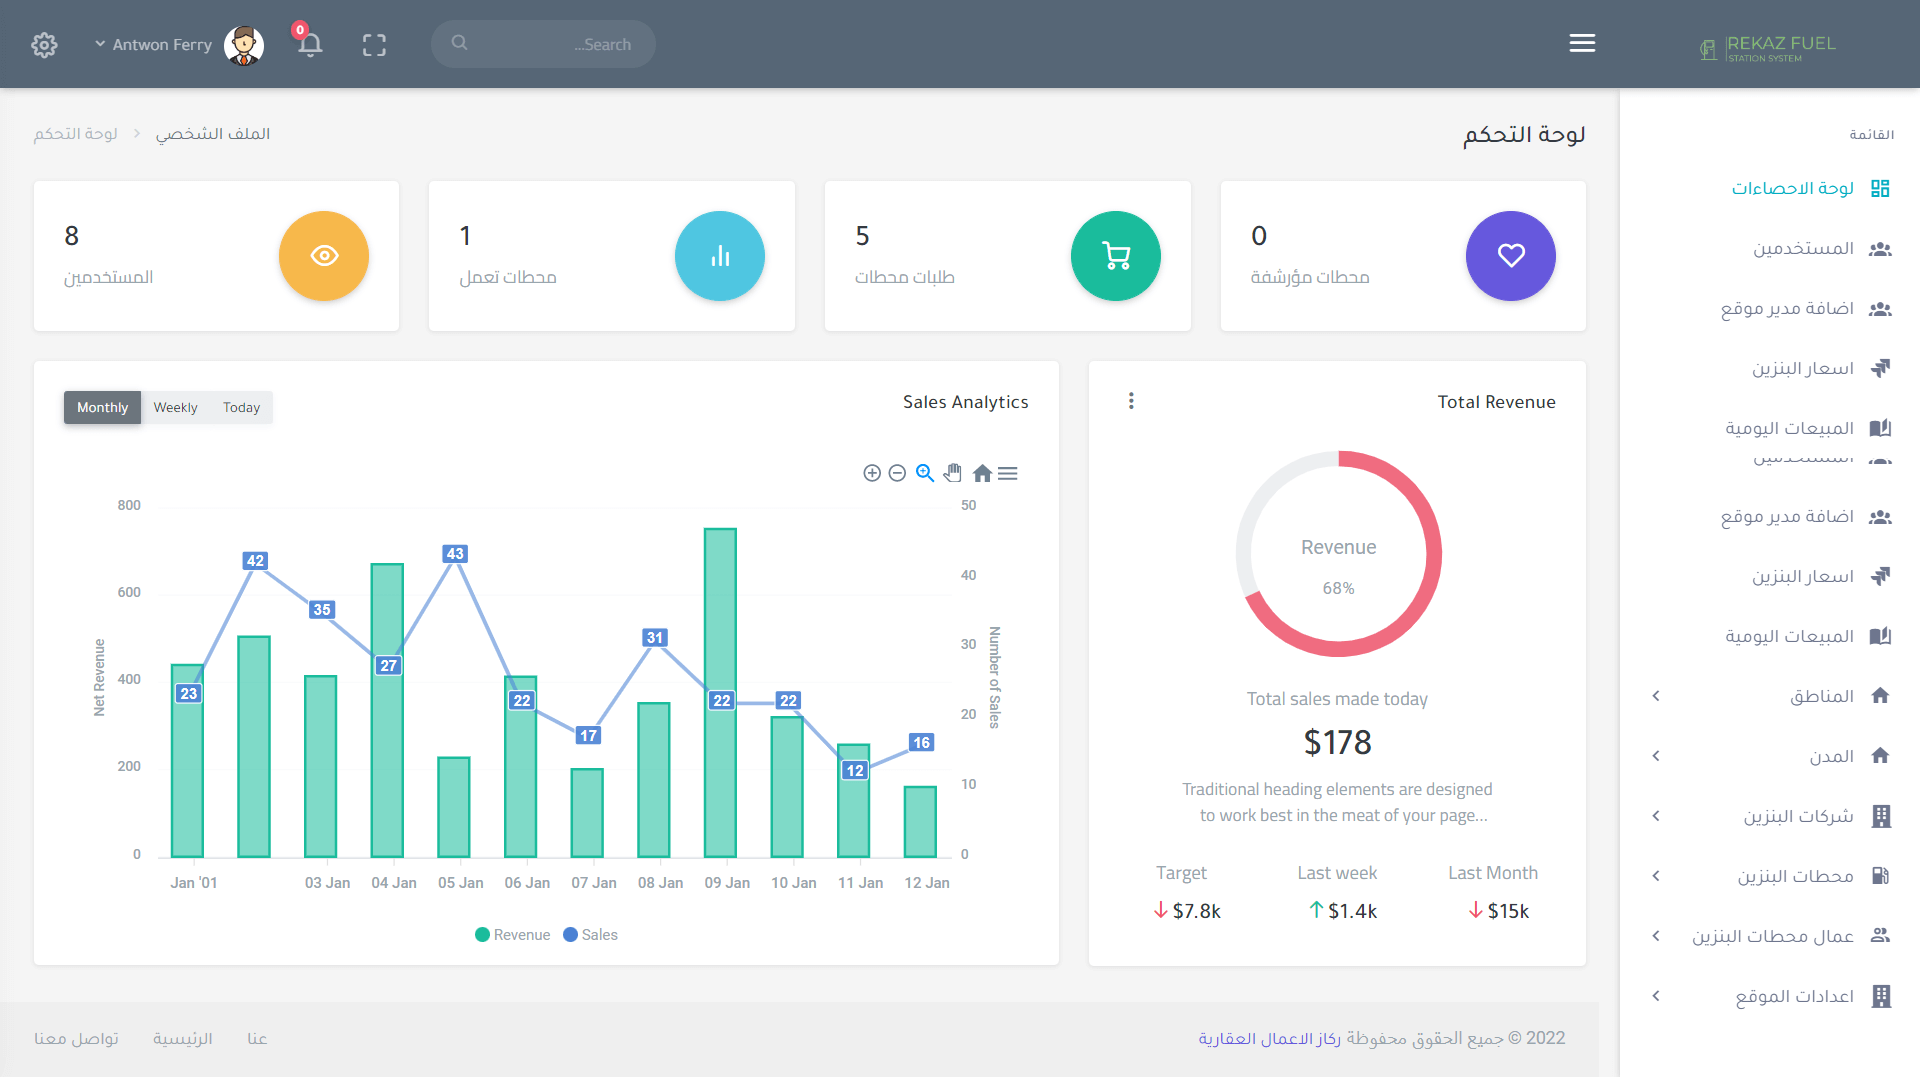 Antwon Ferry
0
Search...
REKAZ FUEL
STATION SYSTEM
لوحة التحكم
الملف الشخصي
لوحة التحكم
القائمة
لوحة الاحصاءات
المستخدمين
اضافة مدير موقع
اسعار البنزين
المبيعات اليومية
المستخدمين
اضافة مدير موقع
اسعار البنزين
المبيعات اليومية
المناطق
المدن
شركات البنزين
محطات البنزين
عمال محطات البنزين
اعدادات الموقع
0
محطات مؤرشفة
5
طلبات محطات
1
محطات تعمل
8
المستخدمين
Total Revenue
Revenue
68%
Total sales made today
$178
Traditional heading elements are designed
to work best in the meat of your page...
Target
$7.8k
Last week
$1.4k
Last Month
$15k
Sales Analytics
Monthly Weekly Today
Net Revenue
800
600
400
200
0
Number of Sales
50
40
30
20
10
0
23 42 35 27 43 22 17 31 22 22 12 16
Jan '01 03 Jan 04 Jan 05 Jan 06 Jan 07 Jan 08 Jan 09 Jan 10 Jan 11 Jan 12 Jan
Revenue Sales
2022 © جميع الحقوق محفوظة ركاز الاعمال العقارية
عنا الرئيسية تواصل معنا